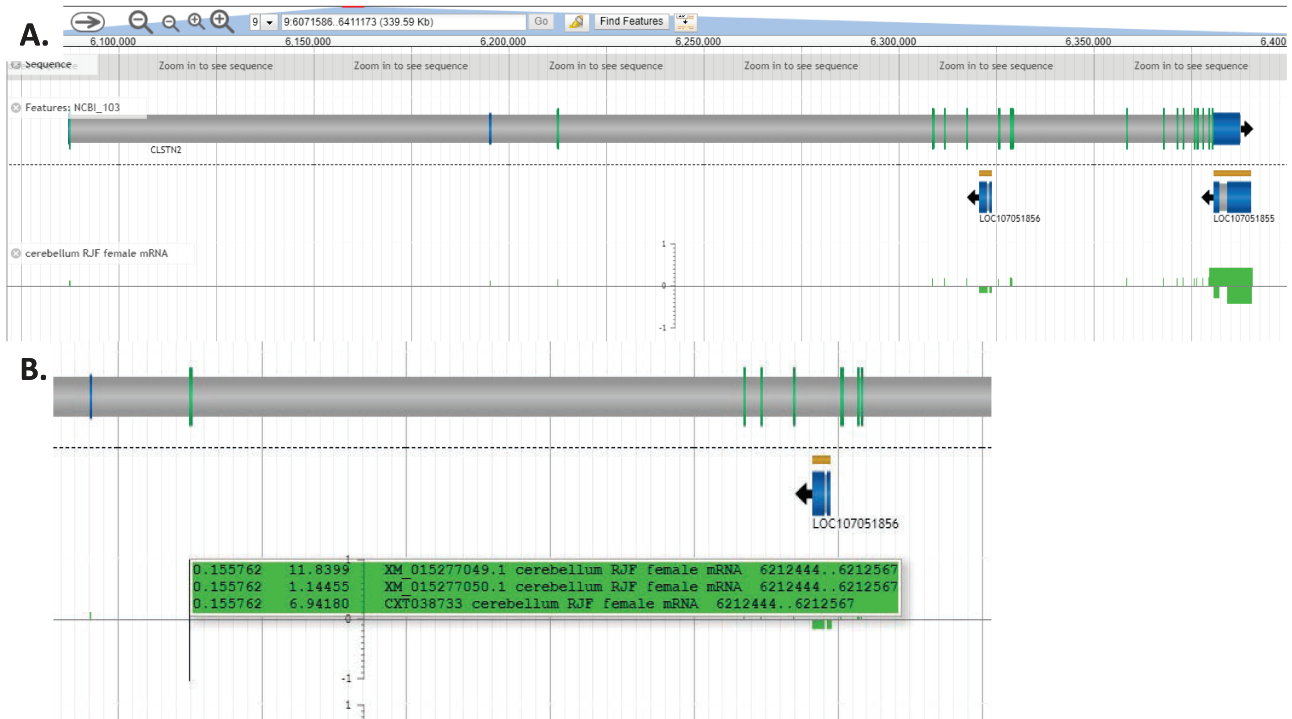 A.
9 9:6071586..6411173 (339.59 Kb) Go Find Features
6,100,000 6,150,000 6,200,000 6,250,000 6,300,000 6,350,000 6,400
Sequence Zoom in to see sequence Zoom in to see sequence Zoom in to see sequence Zoom in to see sequence Zoom in to see sequence Zoom in to see sequence
Features: NCBI_103
CLSTN2
LOC107051856 LOC107051855
cerebellum RJF female mRNA
1
0
-1
B.
LOC107051856
1
0.155762 11.8399 XM_015277049.1 cerebellum RJF female mRNA 6212444..6212567
0.155762 1.14455 XM_015277050.1 cerebellum RJF female mRNA 6212444..6212567
0.155762 6.94180 CXT038733 cerebellum RJF female mRNA 6212444..6212567
0
-1
1